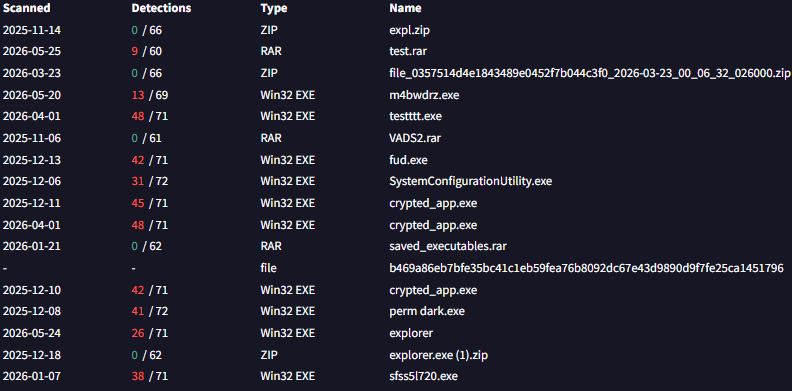 Scanned Detections Type Name
2025-11-14 0 / 66 ZIP expl.zip
2026-05-25 9 / 60 RAR test.rar
2026-03-23 0 / 66 ZIP file_0357514d4e1843489e0452f7b044c3f0_2026-03-23_00_06_32_026000.zip
2026-05-20 13 / 69 Win32 EXE m4bwdrz.exe
2026-04-01 48 / 71 Win32 EXE testttt.exe
2025-11-06 0 / 61 RAR VADS2.rar
2025-12-13 42 / 71 Win32 EXE fud.exe
2025-12-06 31 / 72 Win32 EXE SystemConfigurationUtility.exe
2025-12-11 45 / 71 Win32 EXE crypted_app.exe
2026-04-01 48 / 71 Win32 EXE crypted_app.exe
2026-01-21 0 / 62 RAR saved_executables.rar
- - file b469a86eb7bfe35bc41c1eb59fea76b8092dc67e43d9890d9f7fe25ca1451796
2025-12-10 42 / 71 Win32 EXE crypted_app.exe
2025-12-08 41 / 72 Win32 EXE perm dark.exe
2026-05-24 26 / 71 Win32 EXE explorer
2025-12-18 0 / 62 ZIP explorer.exe (1).zip
2026-01-07 38 / 71 Win32 EXE sfss5l720.exe